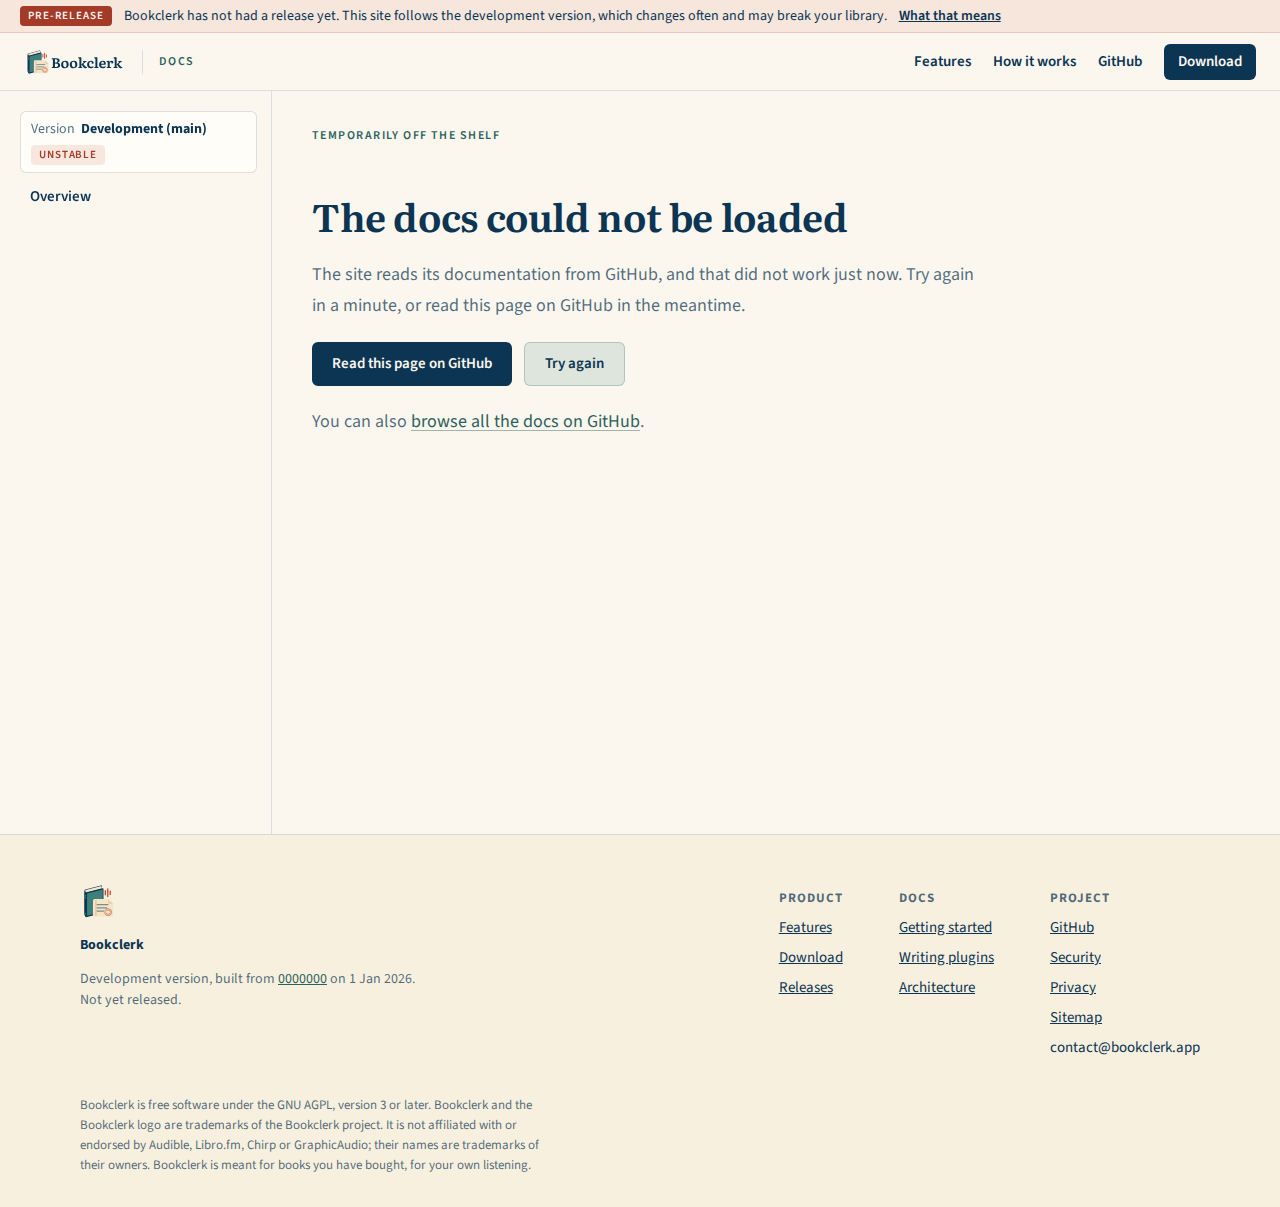 PRE-RELEASE Bookclerk has not had a release yet. This site follows the development version, which changes often and may break your library. What that means
Bookclerk DOCS Features How it works GitHub Download
Version Development (main)
UNSTABLE
Overview
TEMPORARILY OFF THE SHELF
The docs could not be loaded
The site reads its documentation from GitHub, and that did not work just now. Try again
in a minute, or read this page on GitHub in the meantime.
Read this page on GitHub Try again
You can also browse all the docs on GitHub.
Bookclerk
Development version, built from 0000000 on 1 Jan 2026.
Not yet released.
PRODUCT
Features
Download
Releases
DOCS
Getting started
Writing plugins
Architecture
PROJECT
GitHub
Security
Privacy
Sitemap
contact@bookclerk.app
Bookclerk is free software under the GNU AGPL, version 3 or later. Bookclerk and the
Bookclerk logo are trademarks of the Bookclerk project. It is not affiliated with or
endorsed by Audible, Libro.fm, Chirp or GraphicAudio; their names are trademarks of
their owners. Bookclerk is meant for books you have bought, for your own listening.